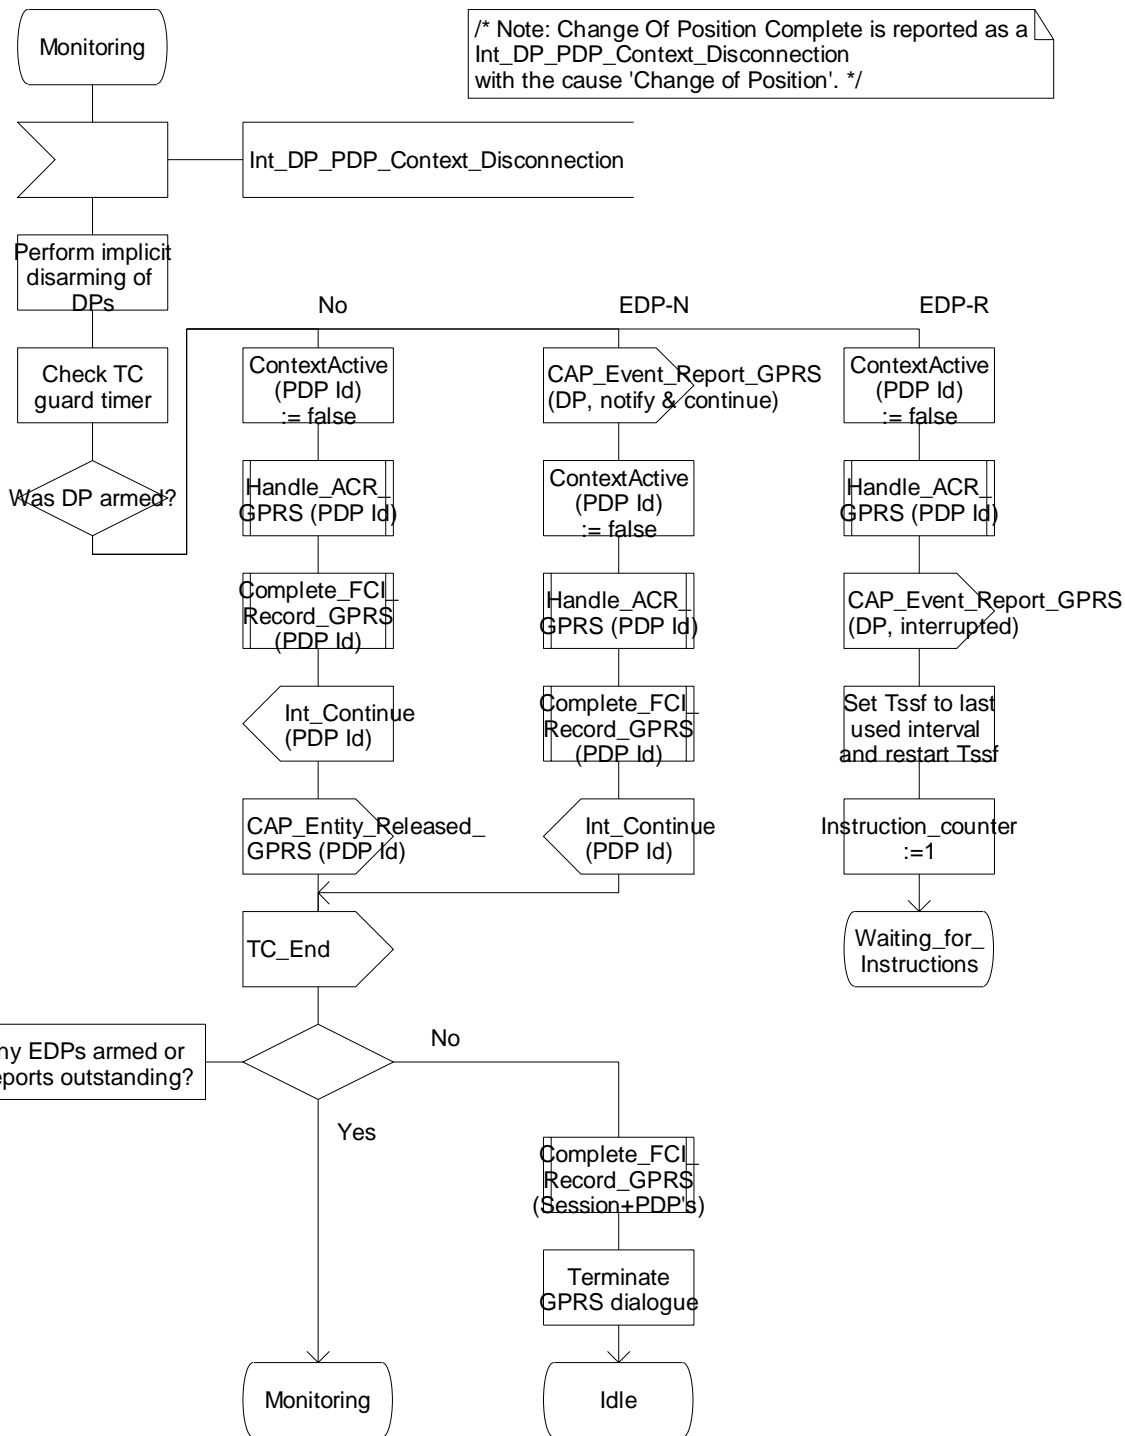 Monitoring
/* Note: Change Of Position Complete is reported as a
Int_DP_PDP_Context_Disconnection
with the cause 'Change of Position'. */
Int_DP_PDP_Context_Disconnection
Perform implicit
disarming of
DPs
Check TC
guard timer
Was DP armed?
No
ContextActive
(PDP Id)
:= false
Handle_ACR_
GPRS (PDP Id)
Complete_FCI_
Record_GPRS
(PDP Id)
Int_Continue
(PDP Id)
CAP_Entity_Released_
GPRS (PDP Id)
EDP-N
CAP_Event_Report_GPRS
(DP, notify & continue)
ContextActive
(PDP Id)
:= false
Handle_ACR_
GPRS (PDP Id)
Complete_FCI_
Record_GPRS
(PDP Id)
Int_Continue
(PDP Id)
EDP-R
ContextActive
(PDP Id)
:= false
Handle_ACR_
GPRS (PDP Id)
CAP_Event_Report_GPRS
(DP, interrupted)
Set Tssf to last
used interval
and restart Tssf
Instruction_counter
:=1
Waiting_for_
Instructions
TC_End
ny EDPs armed or
eports outstanding?
No
Yes
Complete_FCI_
Record_GPRS
(Session+PDP's)
Terminate
GPRS dialogue
Monitoring
Idle